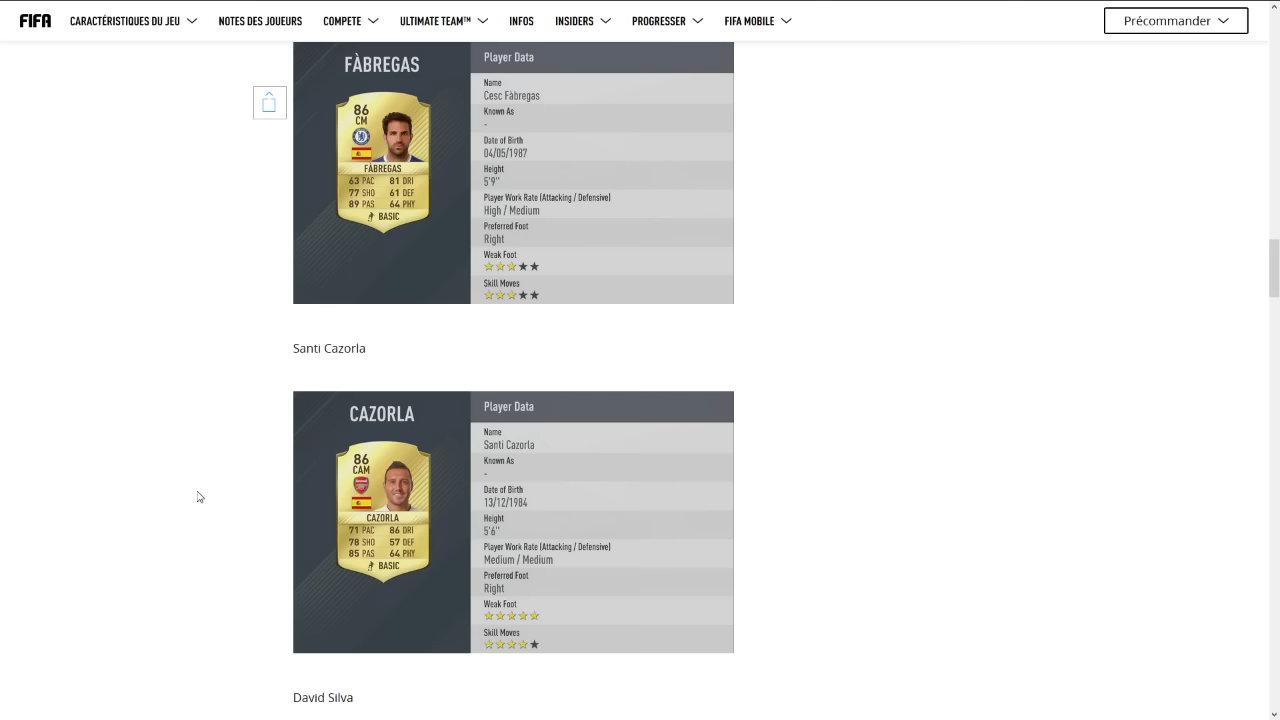 FIFA CARACTÉRISTIQUES DU JEU NOTES DES JOUEURS COMPETE ULTIMATE TEAM™ INFOS INSIDERS PROGRESSER FIFA MOBILE Précommander
FÀBREGAS
86
CM
FÀBREGAS
63 PAC 81 DRI
77 SHO 61 DEF
89 PAS 64 PHY
BASIC
Player Data
Name
Cesc Fàbregas
Known As
-
Date of Birth
04/05/1987
Height
5'9"
Player Work Rate (Attacking / Defensive)
High / Medium
Preferred Foot
Right
Weak Foot
Skill Moves
Santi Cazorla
CAZORLA
86
CAM
CAZORLA
71 PAC 86 DRI
78 SHO 57 DEF
85 PAS 64 PHY
BASIC
Player Data
Name
Santi Cazorla
Known As
-
Date of Birth
13/12/1984
Height
5'6"
Player Work Rate (Attacking / Defensive)
Medium / Medium
Preferred Foot
Right
Weak Foot
Skill Moves
David Silva